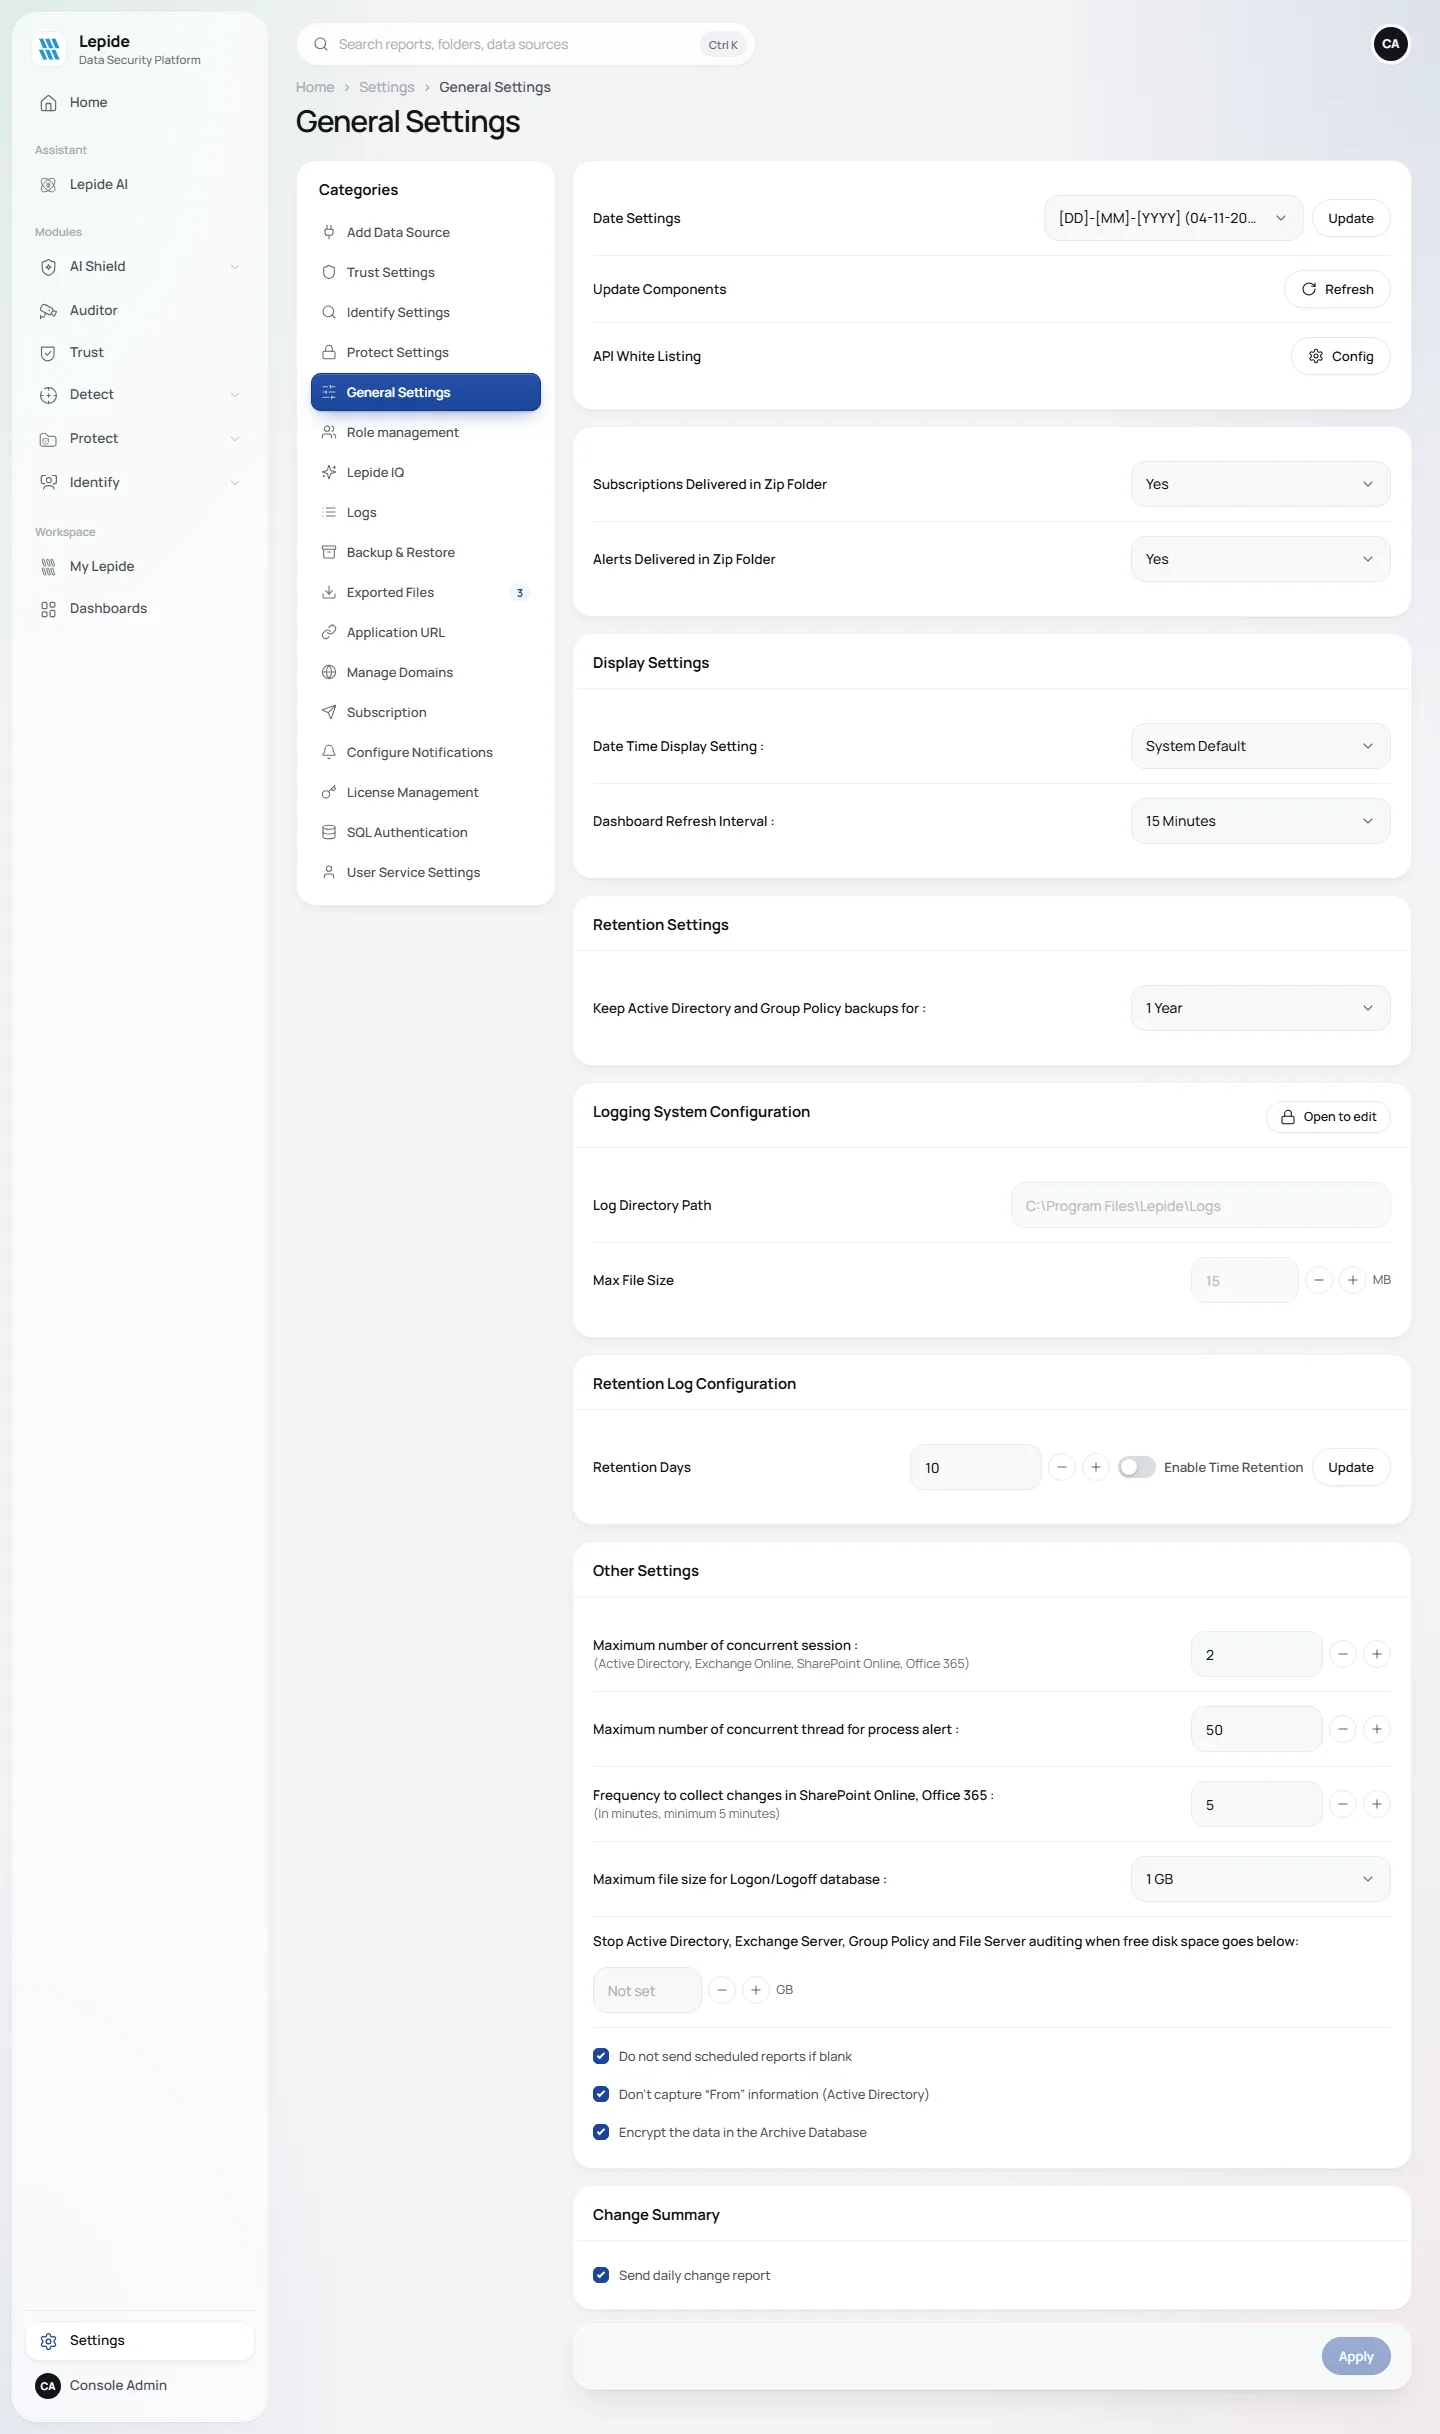 Lepide
Data Security Platform
Home
Assistant
Lepide AI
Modules
AI Shield
Auditor
Trust
Detect
Protect
Identify
Workspace
My Lepide
Dashboards
Settings
CA
Console Admin
Search reports, folders, data sources
Ctrl K
CA
Home > Settings > General Settings
General Settings
Categories
Add Data Source
Trust Settings
Identify Settings
Protect Settings
General Settings
Role management
Lepide IQ
Logs
Backup & Restore
Exported Files 3
Application URL
Manage Domains
Subscription
Configure Notifications
License Management
SQL Authentication
User Service Settings
Date Settings [DD]-[MM]-[YYYY] (04-11-20... Update
Update Components Refresh
API White Listing Config
Subscriptions Delivered in Zip Folder Yes
Alerts Delivered in Zip Folder Yes
Display Settings
Date Time Display Setting : System Default
Dashboard Refresh Interval : 15 Minutes
Retention Settings
Keep Active Directory and Group Policy backups for : 1 Year
Logging System Configuration Open to edit
Log Directory Path C:\Program Files\Lepide\Logs
Max File Size 15 MB
Retention Log Configuration
Retention Days 10 Enable Time Retention Update
Other Settings
Maximum number of concurrent session : 2
(Active Directory, Exchange Online, SharePoint Online, Office 365)
Maximum number of concurrent thread for process alert : 50
Frequency to collect changes in SharePoint Online, Office 365 : 5
(In minutes, minimum 5 minutes)
Maximum file size for Logon/Logoff database : 1 GB
Stop Active Directory, Exchange Server, Group Policy and File Server auditing when free disk space goes below:
Not set GB
Do not send scheduled reports if blank
Don't capture “From” information (Active Directory)
Encrypt the data in the Archive Database
Change Summary
Send daily change report
Apply